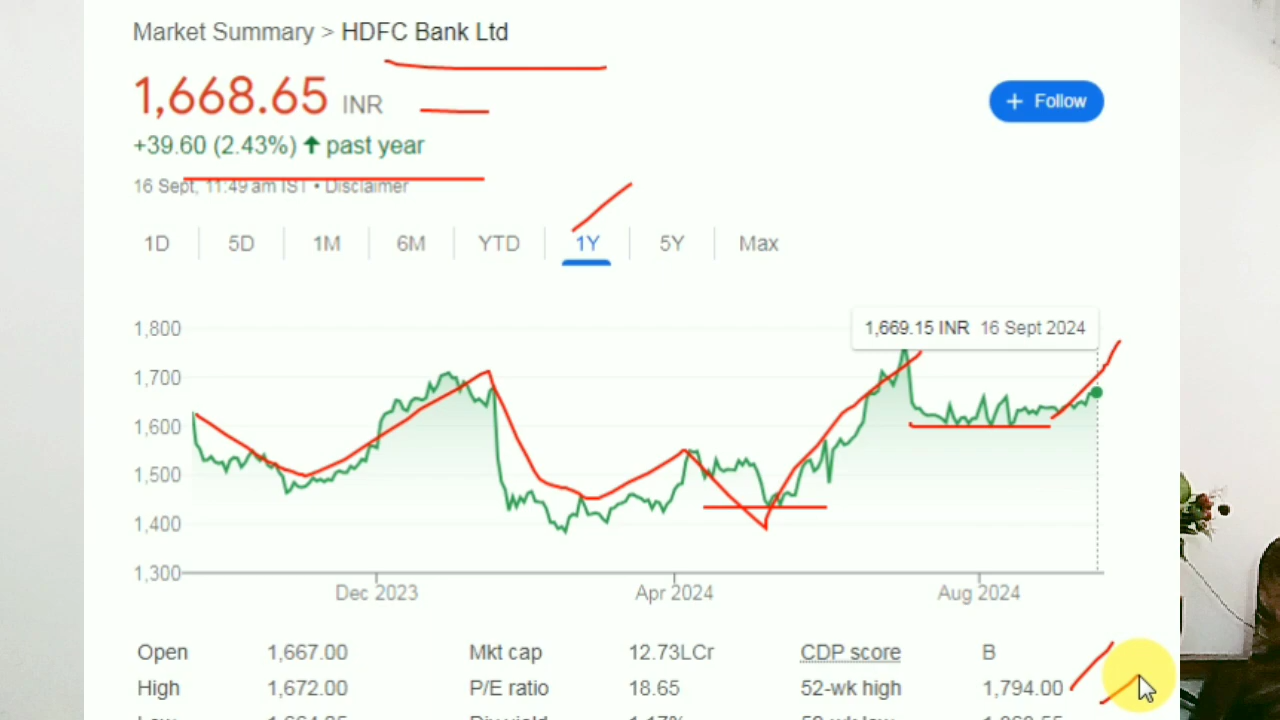 Market Summary > HDFC Bank Ltd
1,668.65 INR
+ Follow
+39.60 (2.43%) ↑ past year
16 Sept, 11:49 am IST • Disclaimer
1D 5D 1M 6M YTD 1Y 5Y Max
1,669.15 INR 16 Sept 2024
1,800
1,700
1,600
1,500
1,400
1,300
Dec 2023 Apr 2024 Aug 2024
Open 1,667.00 Mkt cap 12.73LCr CDP score B
High 1,672.00 P/E ratio 18.65 52-wk high 1,794.00